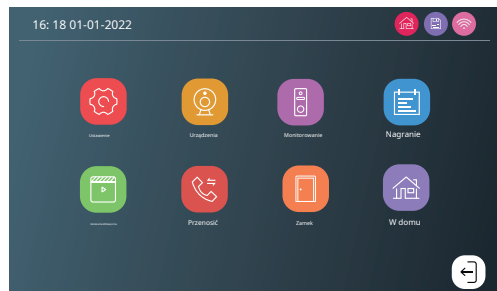 16: 18 01-01-2022
Ustawienie
Urządzenia
Monitorowanie
Nagranie
Przenosić
Zamek
W domu